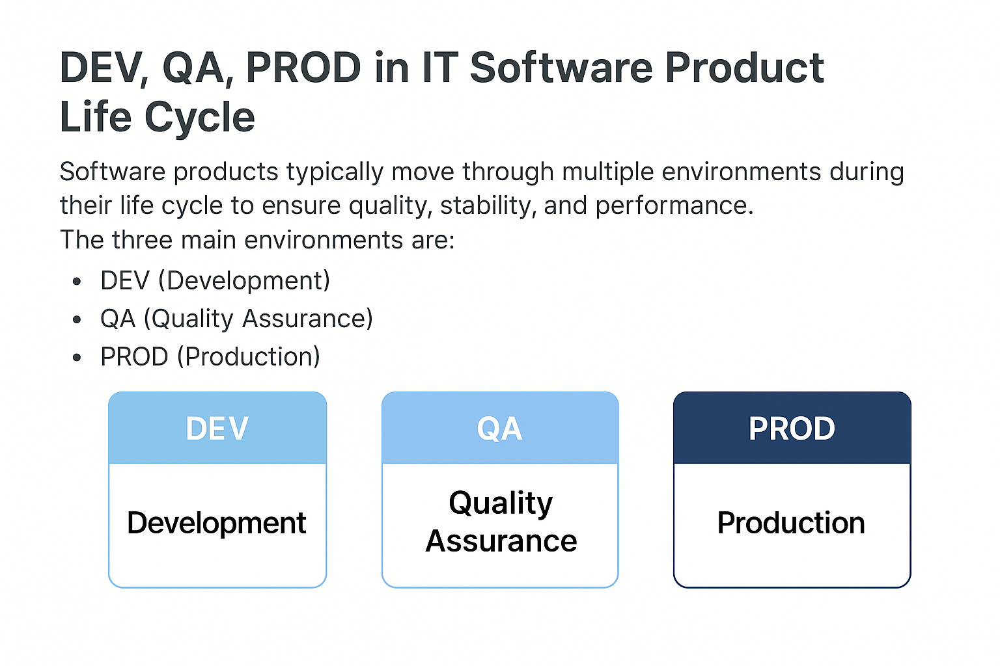 DEV, QA, PROD in IT Software Product
Life Cycle
Software products typically move through multiple environments during
their life cycle to ensure quality, stability, and performance.
The three main environments are:
• DEV (Development)
• QA (Quality Assurance)
• PROD (Production)
DEV
Development
QA
Quality
Assurance
PROD
Production